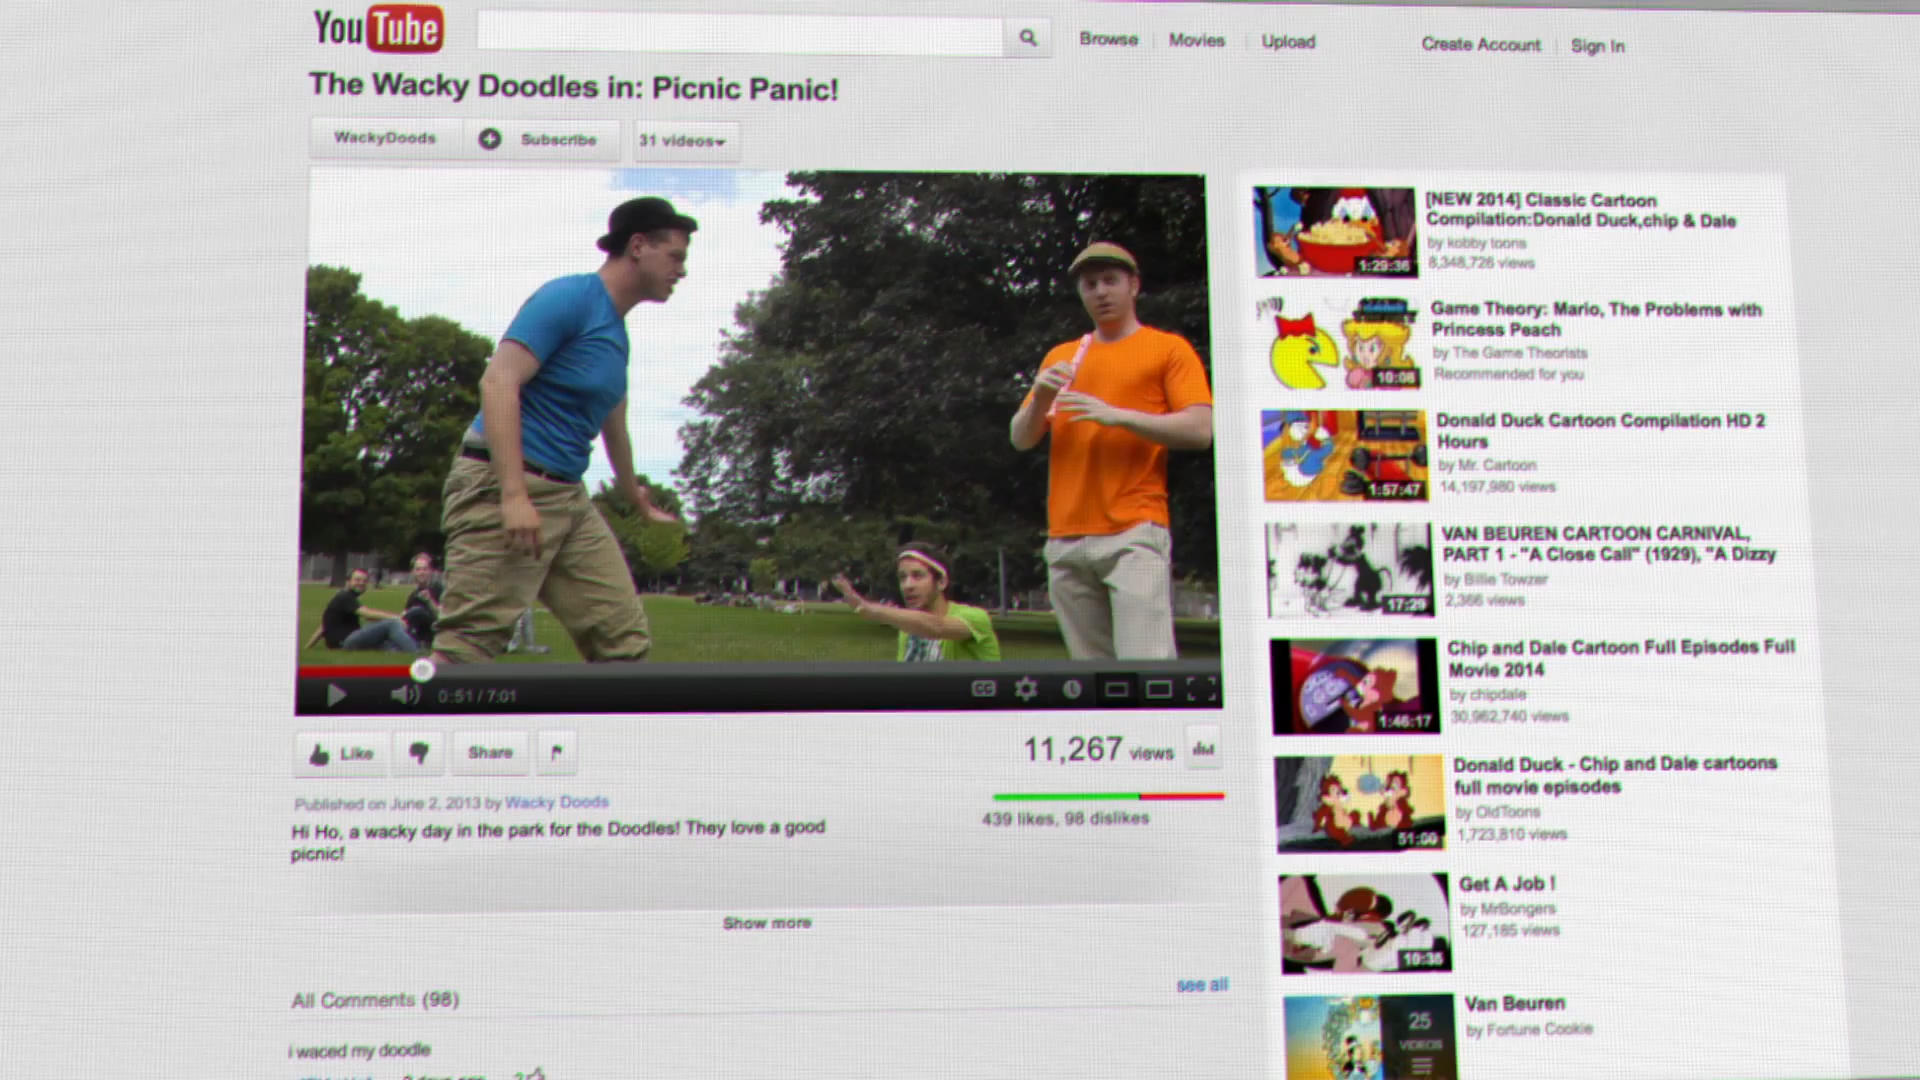 YouTube
Browse
Movies
Upload
Create Account
Sign In
The Wacky Doodles in: Picnic Panic!
WackyDoods
Subscribe
31 videos
0:51 / 7:01
CC
Like
Share
11,267 views
Published on June 2, 2013 by Wacky Doods
439 likes, 98 dislikes
Hi Ho, a wacky day in the park for the Doodles! They love a good
picnic!
Show more
All Comments (98)
see all
i waced my doodle
[NEW 2014] Classic Cartoon
Compilation:Donald Duck,chip & Dale
by kobby toons
8,348,726 views
1:29:36
Game Theory: Mario, The Problems with
Princess Peach
by The Game Theorists
Recommended for you
10:08
Donald Duck Cartoon Compilation HD 2
Hours
by Mr. Cartoon
14,197,980 views
1:57:47
VAN BEUREN CARTOON CARNIVAL,
PART 1 - "A Close Call" (1929), "A Dizzy
by Billie Towzer
2,366 views
17:29
Chip and Dale Cartoon Full Episodes Full
Movie 2014
by chipdale
30,962,740 views
1:46:17
Donald Duck - Chip and Dale cartoons
full movie episodes
by OldToons
1,723,810 views
51:00
Get A Job !
by MrBongers
127,185 views
10:35
Van Beuren
by Fortune Cookie
25
VIDEOS